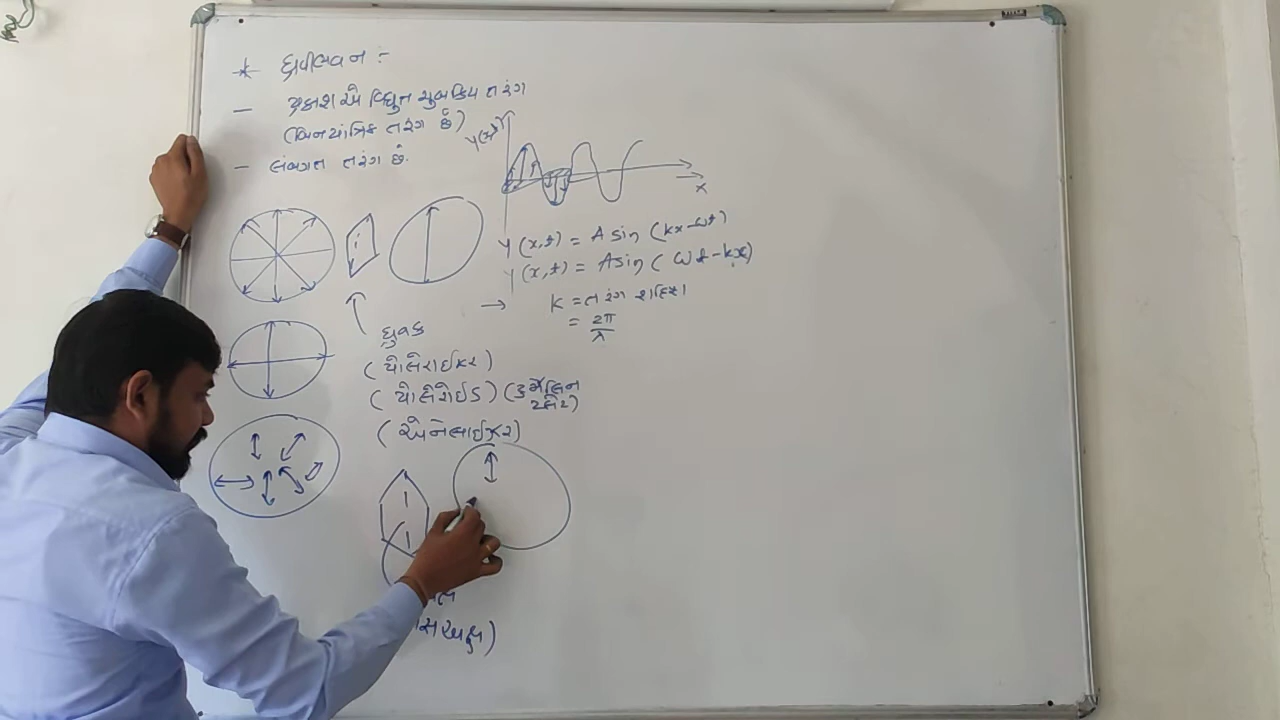 * ધ્રુવીભવન :-
— પ્રકાશ એ વિદ્યુત ચુંબકિય તરંગ
(બિનયાંત્રિક તરંગ છે)
— લંબગત તરંગ છે.
y(x,t)
x
y(x,t) = A sin (kx-ωt)
y(x,t) = A sin (ωt-kx)
→ k = તરંગ સદિશ
= 2π/λ
ધ્રુવક
(પોલેરાઈઝર)
(પોલેરોઈડ) (ટુર્મેલિન
પ્લેટ)
(એનેલાઈઝર)